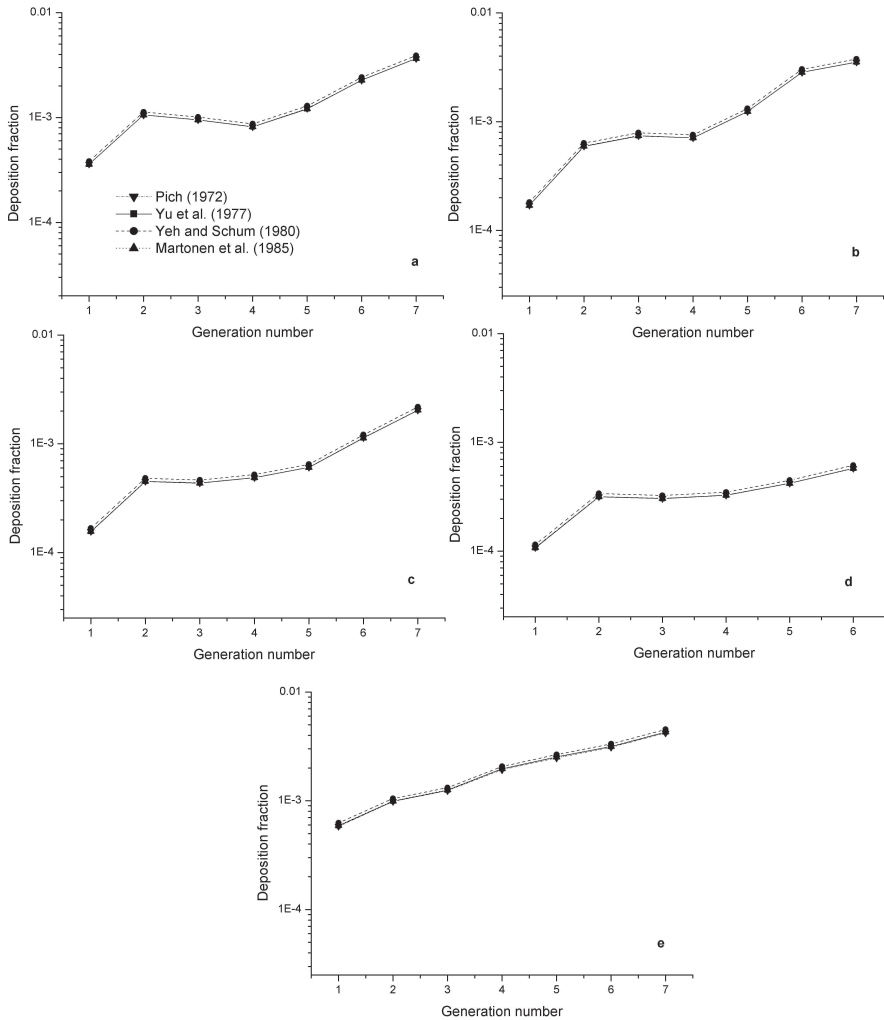 0.01
1E-3
1E-4
Deposition fraction
Pich (1972)
Yu et al. (1977)
Yeh and Schum (1980)
Martonen et al. (1985)
a
1 2 3 4 5 6 7
Generation number
0.01
1E-3
1E-4
Deposition fraction
b
1 2 3 4 5 6 7
Generation number
0.01
1E-3
1E-4
Deposition fraction
c
1 2 3 4 5 6 7
Generation number
0.01
1E-3
1E-4
Deposition fraction
d
1 2 3 4 5 6
Generation number
0.01
1E-3
1E-4
Deposition fraction
e
1 2 3 4 5 6 7
Generation number